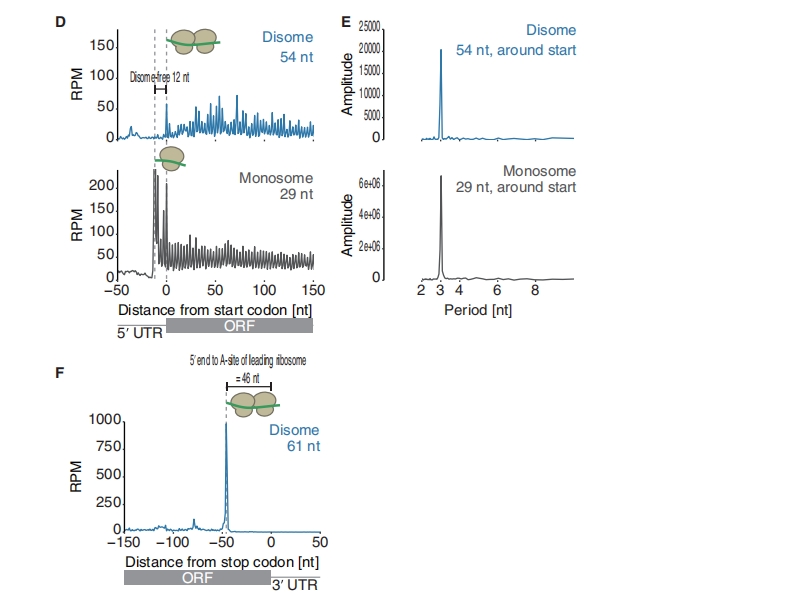 D
Disome
54 nt
Disome-free 12 nt
RPM
150
100
50
0
Monosome
29 nt
RPM
200
150
100
50
0
−50
0
50
100
150
Distance from start codon [nt]
5′ UTR
ORF
E
Disome
54 nt, around start
Amplitude
25000
20000
15000
10000
5000
0
Monosome
29 nt, around start
Amplitude
6e+06
4e+06
2e+06
0
2 3 4 6 8
Period [nt]
F
5′ end to A-site of leading ribosome
= 46 nt
Disome
61 nt
RPM
1000
750
500
250
0
−150
−100
−50
0
50
Distance from stop codon [nt]
ORF
3′ UTR